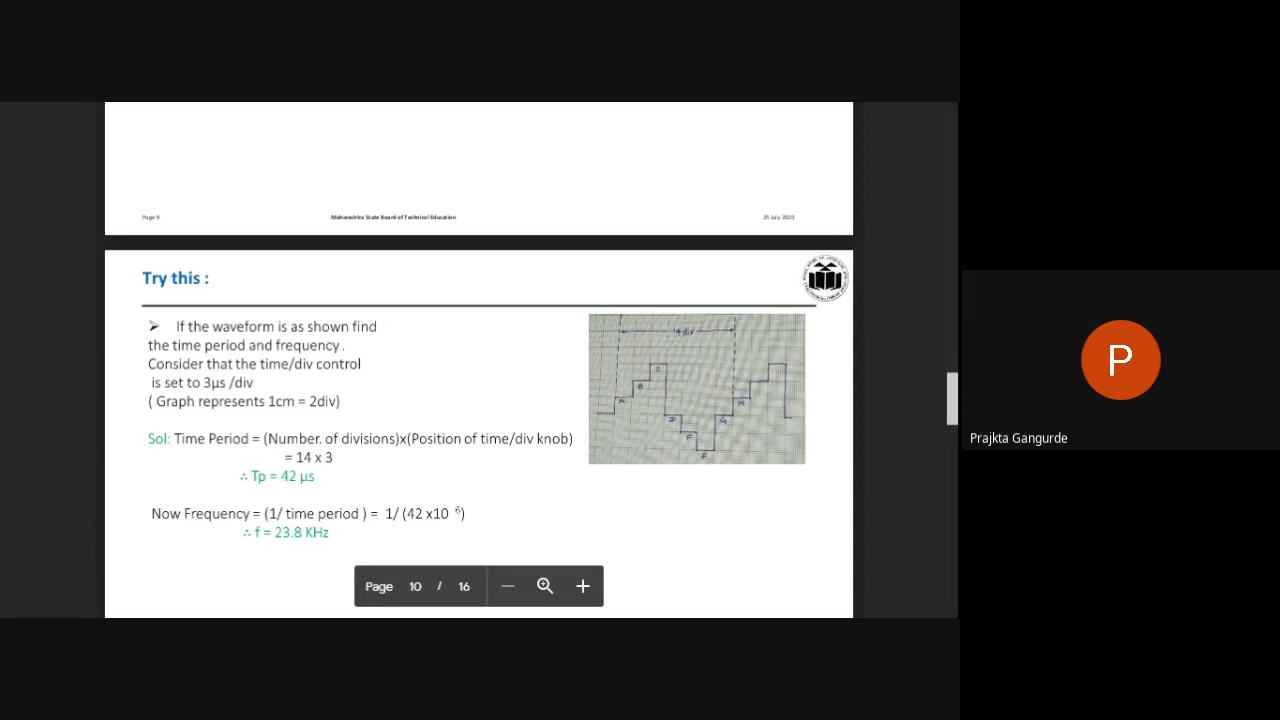 Page 9 Maharashtra State Board of Technical Education 25 July 2020
Try this :
➢ If the waveform is as shown find
the time period and frequency .
Consider that the time/div control
is set to 3µs /div
( Graph represents 1cm = 2div)
Sol: Time Period = (Number. of divisions)x(Position of time/div knob)
= 14 x 3
∴ Tp = 42 µs
Now Frequency = (1/ time period ) = 1/ (42 x10 ⁶)
∴ f = 23.8 KHz
14 div
A
B
D
F
G
H
Page 10 / 16
P
Prajkta Gangurde